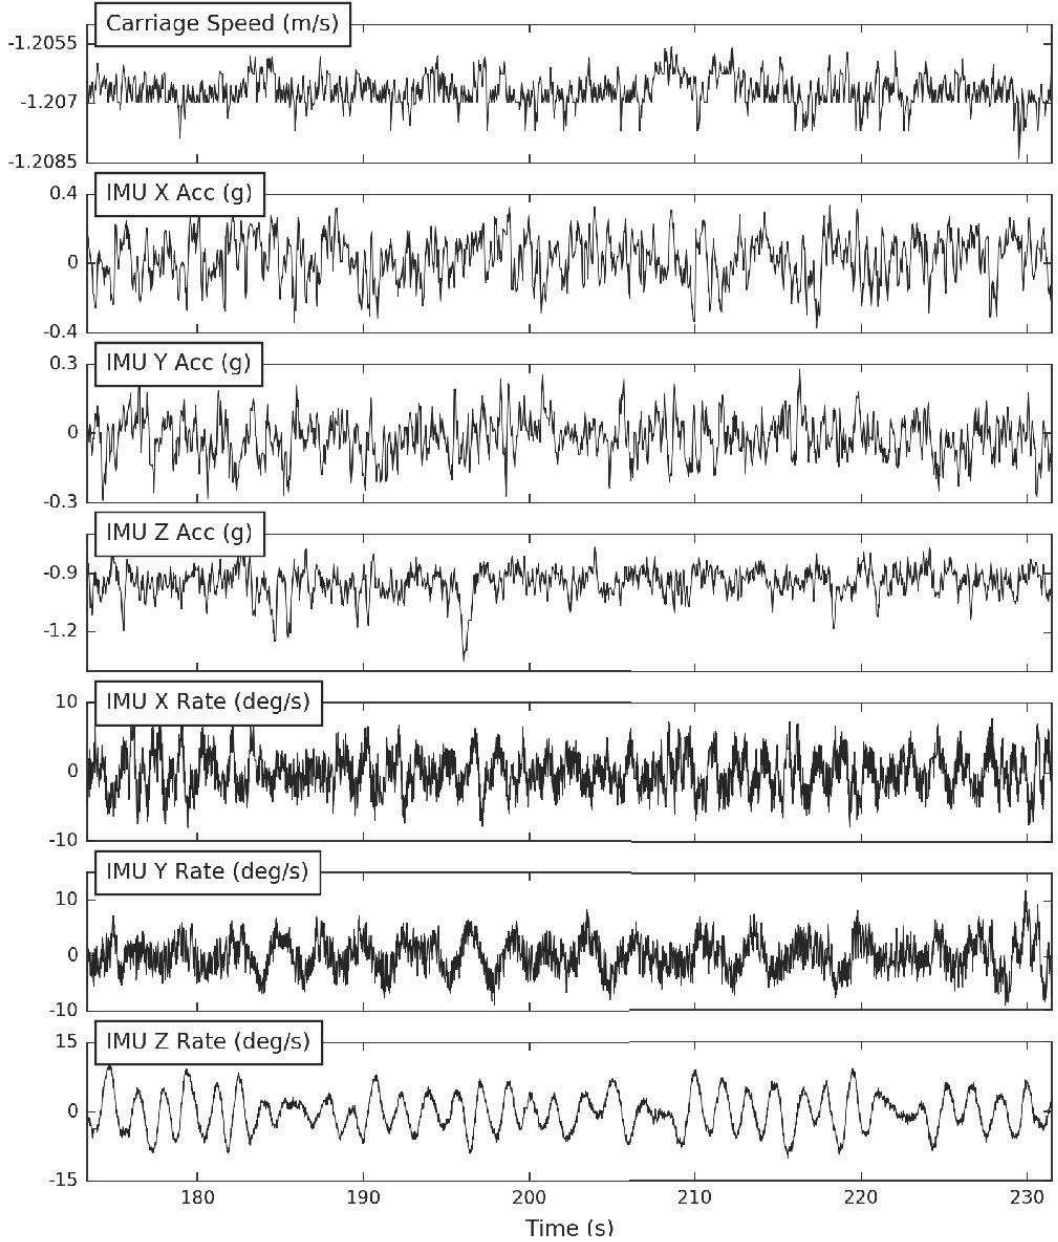 Carriage Speed (m/s)
-1.2055
-1.207
-1.2085
IMU X Acc (g)
0.4
0
-0.4
IMU Y Acc (g)
0.3
0
-0.3
IMU Z Acc (g)
-0.9
-1.2
IMU X Rate (deg/s)
10
0
-10
IMU Y Rate (deg/s)
10
0
-10
IMU Z Rate (deg/s)
15
0
-15
180 190 200 210 220 230
Time (s)